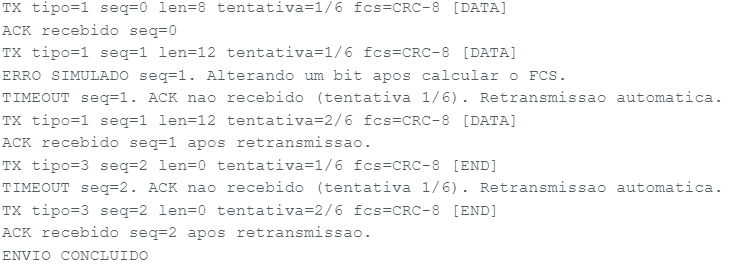 TX tipo=1 seq=0 len=8 tentativa=1/6 fcs=CRC-8 [DATA]
ACK recebido seq=0
TX tipo=1 seq=1 len=12 tentativa=1/6 fcs=CRC-8 [DATA]
ERRO SIMULADO seq=1. Alterando um bit apos calcular o FCS.
TIMEOUT seq=1. ACK nao recebido (tentativa 1/6). Retransmissao automatica.
TX tipo=1 seq=1 len=12 tentativa=2/6 fcs=CRC-8 [DATA]
ACK recebido seq=1 apos retransmissao.
TX tipo=3 seq=2 len=0 tentativa=1/6 fcs=CRC-8 [END]
TIMEOUT seq=2. ACK nao recebido (tentativa 1/6). Retransmissao automatica.
TX tipo=3 seq=2 len=0 tentativa=2/6 fcs=CRC-8 [END]
ACK recebido seq=2 apos retransmissao.
ENVIO CONCLUIDO